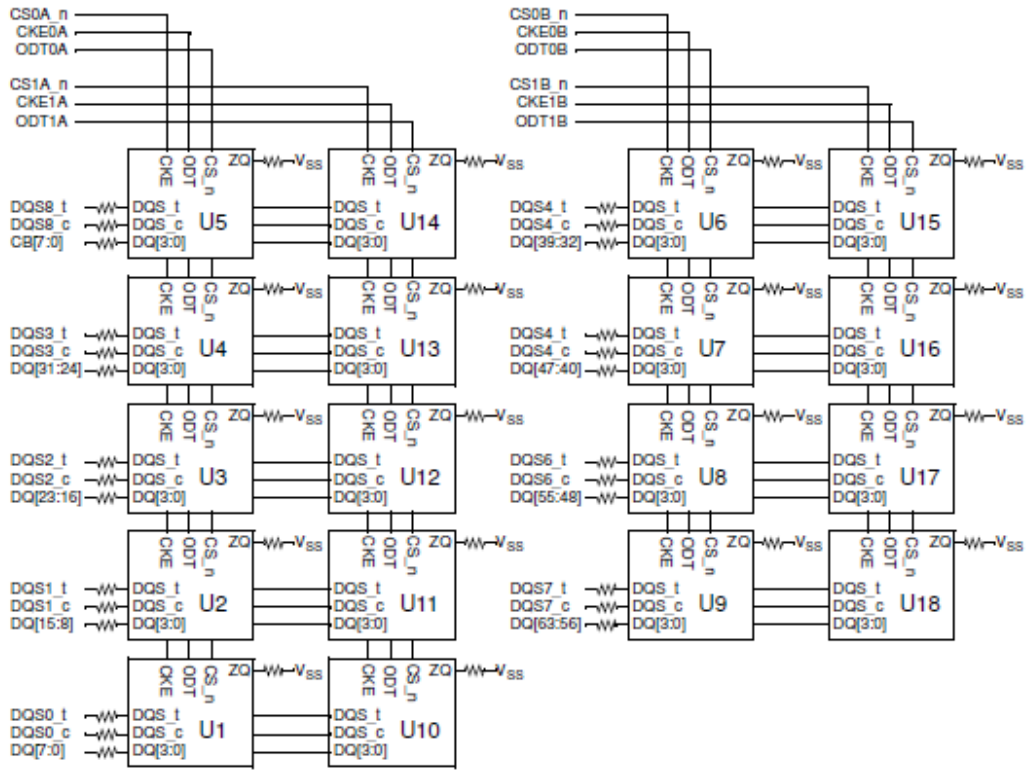 CS0A_n
CKE0A
ODT0A
CS1A_n
CKE1A
ODT1A
CS0B_n
CKE0B
ODT0B
CS1B_n
CKE1B
ODT1B
CKE ODT CS_n ZQ VSS
DQS8_t DQS_t
DQS8_c DQS_c U5
CB[7:0] DQ[3:0]
CKE ODT CS_n ZQ VSS
DQS_t
DQS_c U14
DQ[3:0]
CKE ODT CS_n ZQ VSS
DQS4_t DQS_t
DQS4_c DQS_c U6
DQ[39:32] DQ[3:0]
CKE ODT CS_n ZQ VSS
DQS_t
DQS_c U15
DQ[3:0]
CKE ODT CS_n ZQ VSS
DQS3_t DQS_t
DQS3_c DQS_c U4
DQ[31:24] DQ[3:0]
CKE ODT CS_n ZQ VSS
DQS_t
DQS_c U13
DQ[3:0]
CKE ODT CS_n ZQ VSS
DQS4_t DQS_t
DQS4_c DQS_c U7
DQ[47:40] DQ[3:0]
CKE ODT CS_n ZQ VSS
DQS_t
DQS_c U16
DQ[3:0]
CKE ODT CS_n ZQ VSS
DQS2_t DQS_t
DQS2_c DQS_c U3
DQ[23:16] DQ[3:0]
CKE ODT CS_n ZQ VSS
DQS_t
DQS_c U12
DQ[3:0]
CKE ODT CS_n ZQ VSS
DQS6_t DQS_t
DQS6_c DQS_c U8
DQ[55:48] DQ[3:0]
CKE ODT CS_n ZQ VSS
DQS_t
DQS_c U17
DQ[3:0]
CKE ODT CS_n ZQ VSS
DQS1_t DQS_t
DQS1_c DQS_c U2
DQ[15:8] DQ[3:0]
CKE ODT CS_n ZQ VSS
DQS_t
DQS_c U11
DQ[3:0]
CKE ODT CS_n ZQ VSS
DQS7_t DQS_t
DQS7_c DQS_c U9
DQ[63:56] DQ[3:0]
CKE ODT CS_n ZQ VSS
DQS_t
DQS_c U18
DQ[3:0]
CKE ODT CS_n ZQ VSS
DQS0_t DQS_t
DQS0_c DQS_c U1
DQ[7:0] DQ[3:0]
CKE ODT CS_n ZQ VSS
DQS_t
DQS_c U10
DQ[3:0]